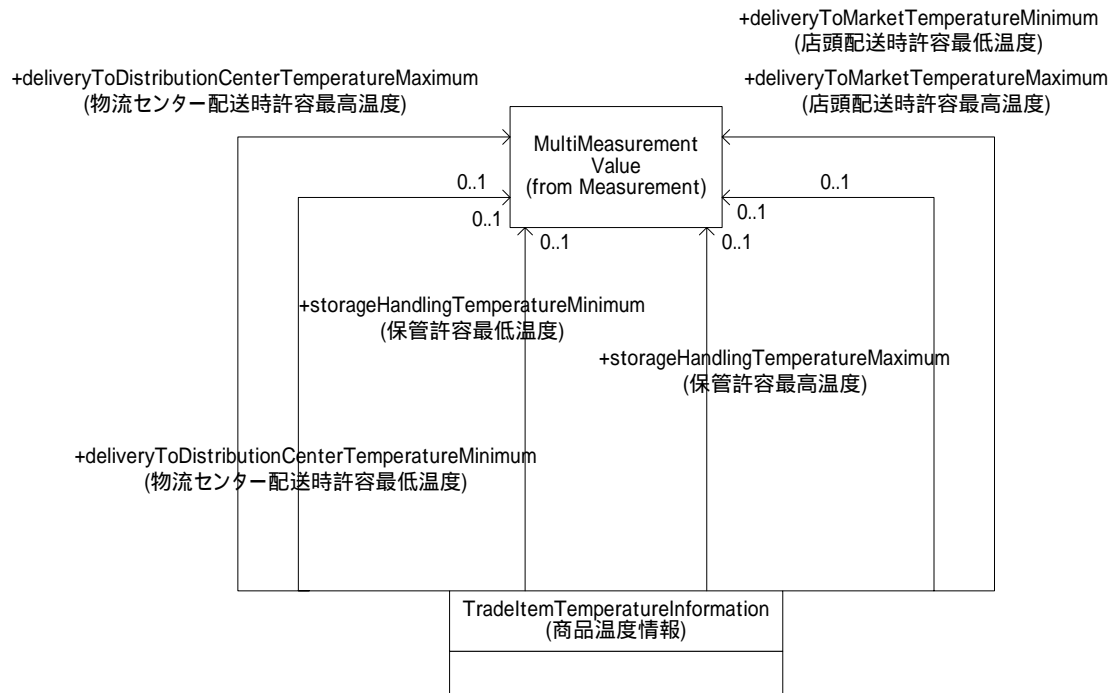 +deliveryToMarketTemperatureMinimum
(店頭配送時許容最低温度)
+deliveryToDistributionCenterTemperatureMaximum
(物流センター配送時許容最高温度)
+deliveryToMarketTemperatureMaximum
(店頭配送時許容最高温度)
MultiMeasurement
Value
(from Measurement)
0..1
0..1
0..1
0..1
0..1
0..1
+storageHandlingTemperatureMinimum
(保管許容最低温度)
+storageHandlingTemperatureMaximum
(保管許容最高温度)
+deliveryToDistributionCenterTemperatureMinimum
(物流センター配送時許容最低温度)
TradeItemTemperatureInformation
(商品温度情報)